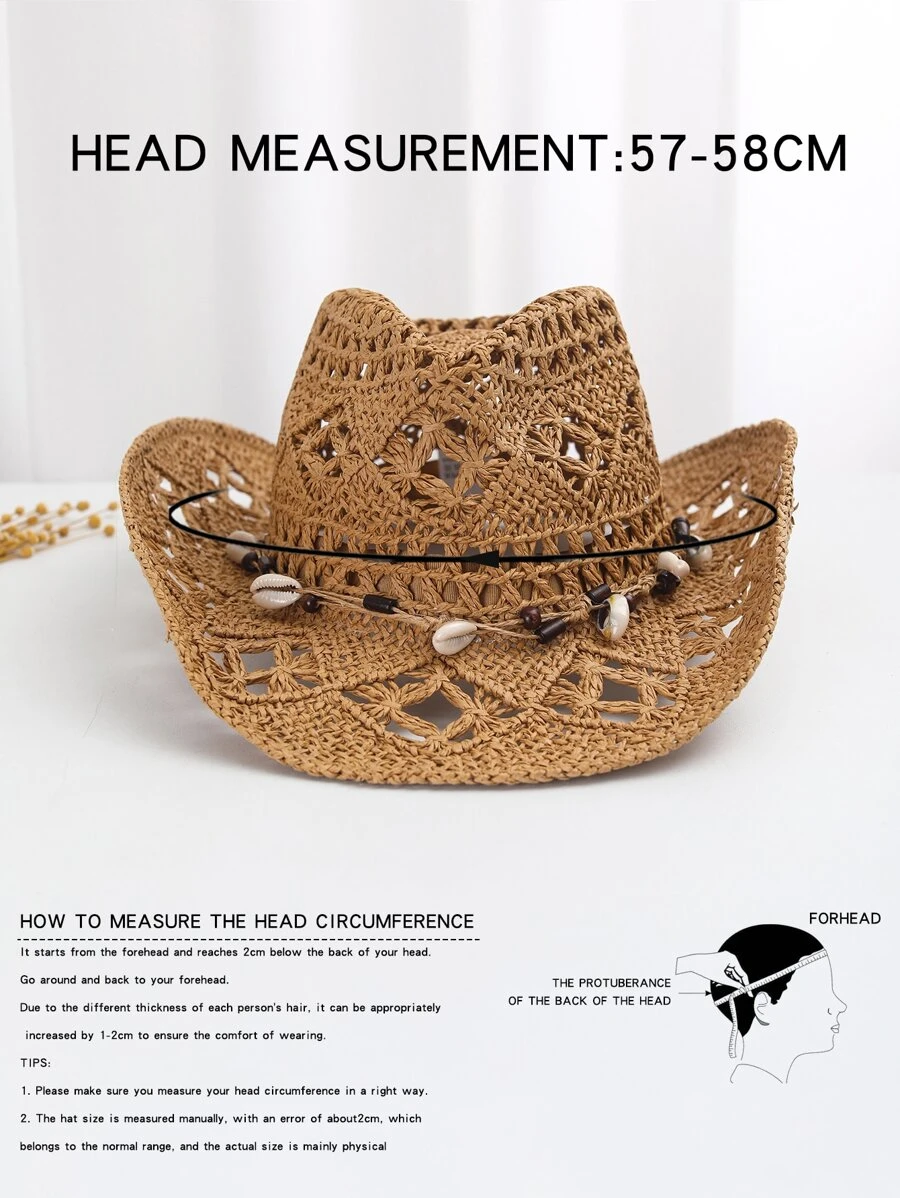 HEAD MEASUREMENT:57-58CM
HOW TO MEASURE THE HEAD CIRCUMFERENCE
It starts from the forehead and reaches 2cm below the back of your head.
Go around and back to your forehead.
Due to the different thickness of each person's hair, it can be appropriately
increased by 1-2cm to ensure the comfort of wearing.
TIPS:
1. Please make sure you measure your head circumference in a right way.
2. The hat size is measured manually, with an error of about2cm, which
belongs to the normal range, and the actual size is mainly physical
FORHEAD
THE PROTUBERANCE
OF THE BACK OF THE HEAD